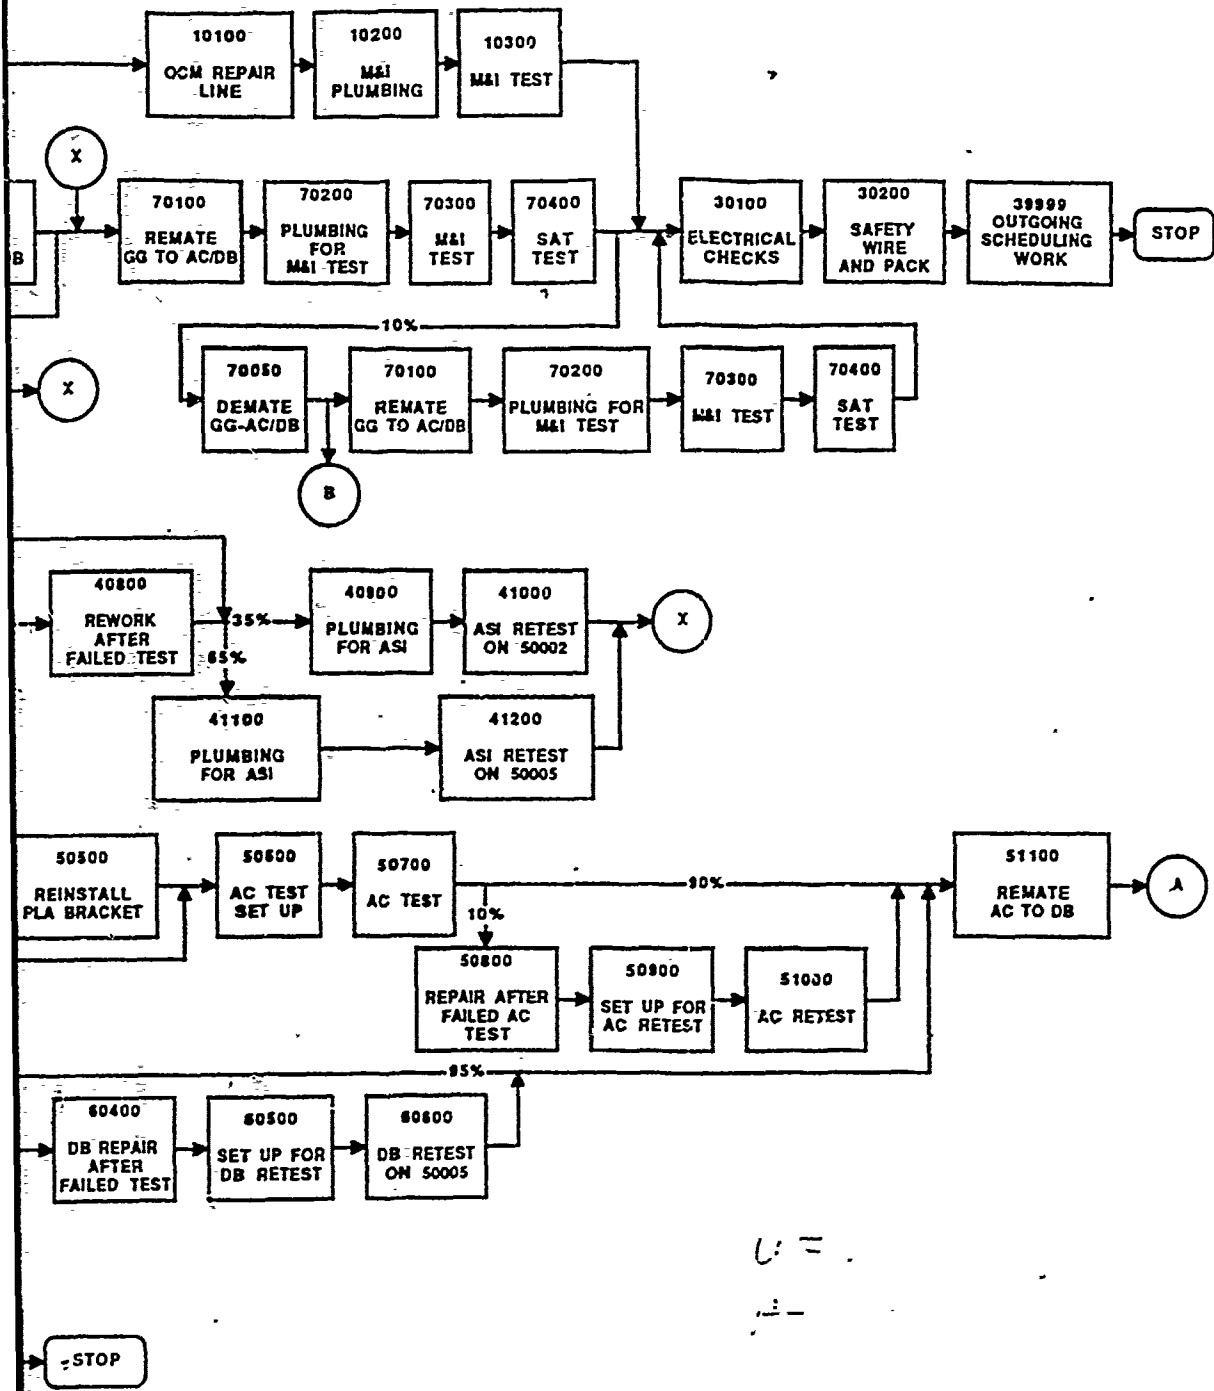 10100
OCM REPAIR
LINE
10200
M&I
PLUMBING
10300
M&I TEST
X
70100
REMATE
GG TO AC/DB
70200
PLUMBING
FOR
M&I TEST
70300
M&I
TEST
70400
SAT
TEST
30100
ELECTRICAL
CHECKS
30200
SAFETY
WIRE
AND PACK
39999
OUTGOING
SCHEDULING
WORK
STOP
B
10%
X
70050
DEMATE
GG-AC/DB
70100
REMATE
GG TO AC/DB
70200
PLUMBING FOR
M&I TEST
70300
M&I TEST
70400
SAT
TEST
B
40800
REWORK
AFTER
FAILED TEST
35%
65%
40900
PLUMBING
FOR ASI
41000
ASI RETEST
ON 50002
X
41100
PLUMBING
FOR ASI
41200
ASI RETEST
ON 50005
50500
REINSTALL
PLA BRACKET
50600
AC TEST
SET UP
50700
AC TEST
90%
10%
51100
REMATE
AC TO DB
A
50800
REPAIR AFTER
FAILED AC
TEST
50900
SET UP FOR
AC RETEST
51000
AC RETEST
95%
60400
DB REPAIR
AFTER
FAILED TEST
60500
SET UP FOR
DB RETEST
60600
DB RETEST
ON 50005
STOP